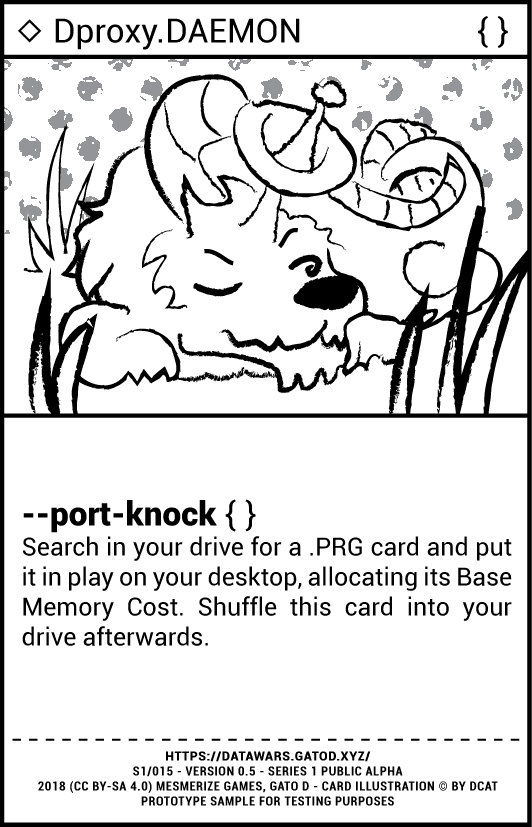 ◇ Dproxy.DAEMON { }
--port-knock { }
Search in your drive for a .PRG card and put
it in play on your desktop, allocating its Base
Memory Cost. Shuffle this card into your
drive afterwards.
HTTPS://DATAWARS.GATOD.XYZ/
S1/015 - VERSION 0.5 - SERIES 1 PUBLIC ALPHA
2018 (CC BY-SA 4.0) MESMERIZE GAMES, GATO D - CARD ILLUSTRATION © BY DCAT
PROTOTYPE SAMPLE FOR TESTING PURPOSES